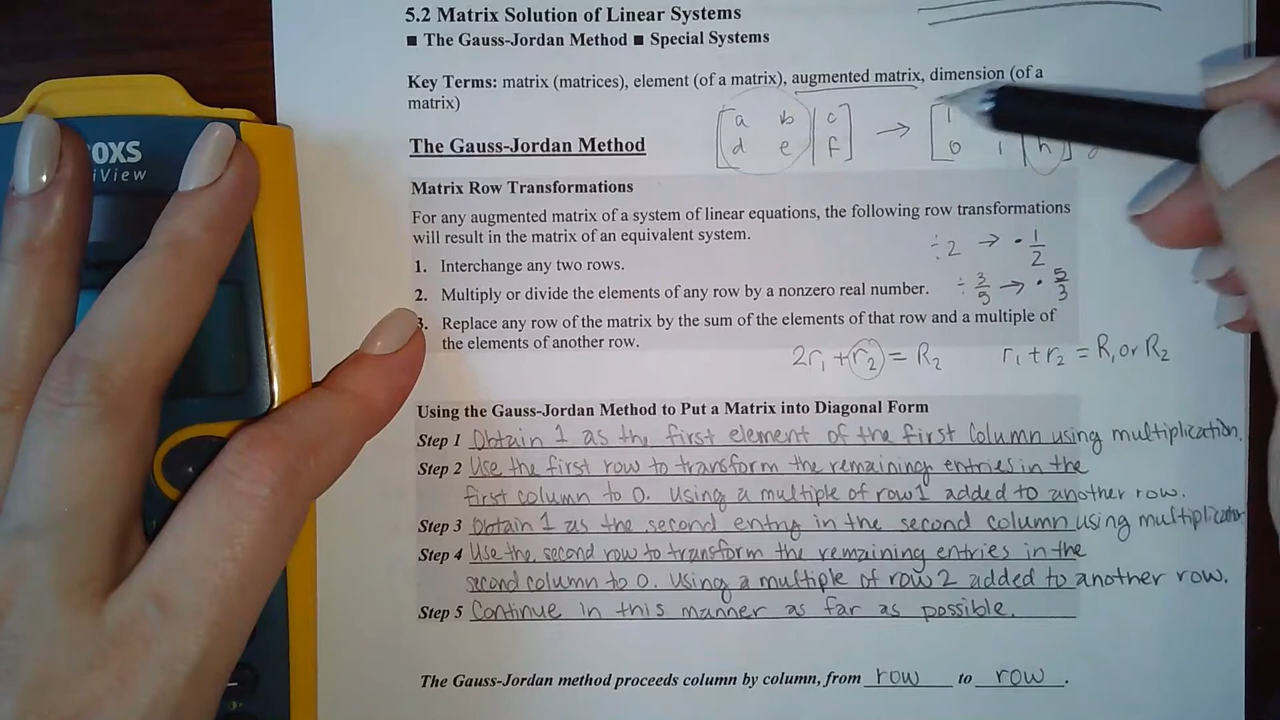 5.2 Matrix Solution of Linear Systems
■ The Gauss-Jordan Method ■ Special Systems
Key Terms: matrix (matrices), element (of a matrix), augmented matrix, dimension (of a
matrix)
[a b | c
d e | f] → [1
0 1 | h]
The Gauss-Jordan Method
OXS
iView
Matrix Row Transformations
For any augmented matrix of a system of linear equations, the following row transformations
will result in the matrix of an equivalent system.
÷2 → · 1/2
1. Interchange any two rows.
2. Multiply or divide the elements of any row by a nonzero real number. ÷ 3/5 → · 5/3
3. Replace any row of the matrix by the sum of the elements of that row and a multiple of
the elements of another row.
2r₁ + r₂ = R₂ r₁ + r₂ = R₁ or R₂
Using the Gauss-Jordan Method to Put a Matrix into Diagonal Form
Step 1 Obtain 1 as the first element of the first column using multiplication.
Step 2 Use the first row to transform the remaining entries in the
first column to 0. Using a multiple of row 1 added to another row.
Step 3 Obtain 1 as the second entry in the second column using multiplication
Step 4 Use the second row to transform the remaining entries in the
second column to 0. Using a multiple of row 2 added to another row.
Step 5 Continue in this manner as far as possible.
The Gauss-Jordan method proceeds column by column, from row to row.